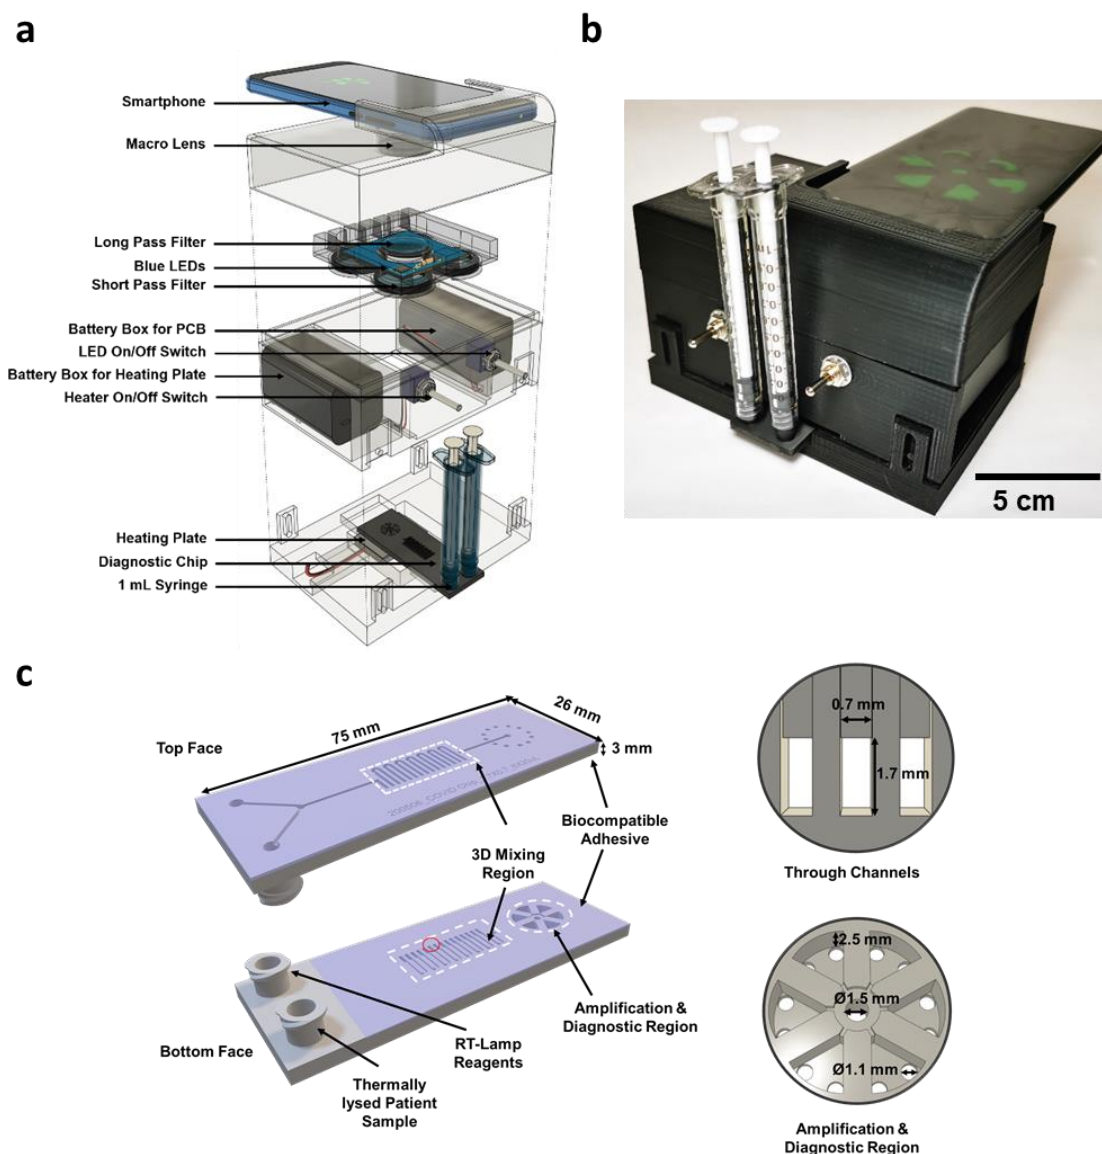 a
Smartphone
Macro Lens
Long Pass Filter
Blue LEDs
Short Pass Filter
Battery Box for PCB
LED On/Off Switch
Battery Box for Heating Plate
Heater On/Off Switch
Heating Plate
Diagnostic Chip
1 mL Syringe
b
5 cm
c
Top Face
75 mm
26 mm
3 mm
Biocompatible
Adhesive
3D Mixing
Region
Bottom Face
Thermally
lysed Patient
Sample
RT-Lamp
Reagents
Amplification &
Diagnostic Region
0.7 mm
1.7 mm
Through Channels
2.5 mm
Ø1.5 mm
Ø1.1 mm
Amplification &
Diagnostic Region